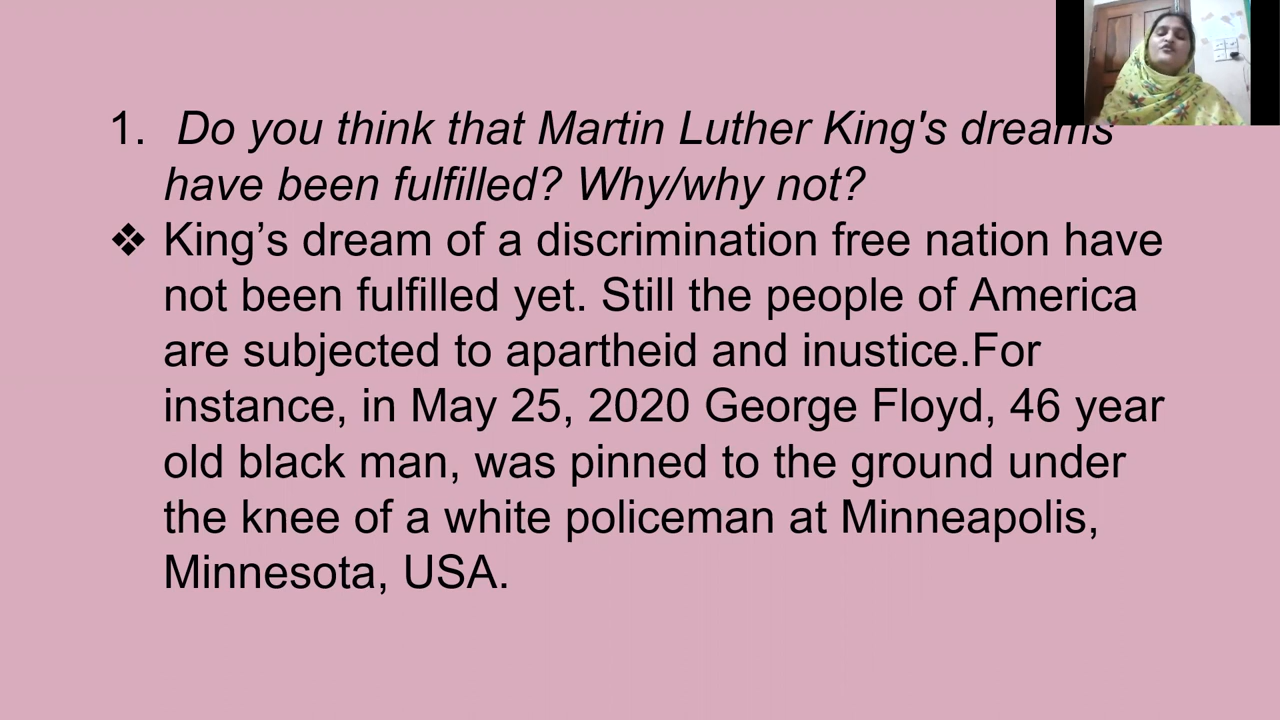 1. Do you think that Martin Luther King's dreams
have been fulfilled? Why/why not?
❖ King’s dream of a discrimination free nation have
not been fulfilled yet. Still the people of America
are subjected to apartheid and inustice.For
instance, in May 25, 2020 George Floyd, 46 year
old black man, was pinned to the ground under
the knee of a white policeman at Minneapolis,
Minnesota, USA.